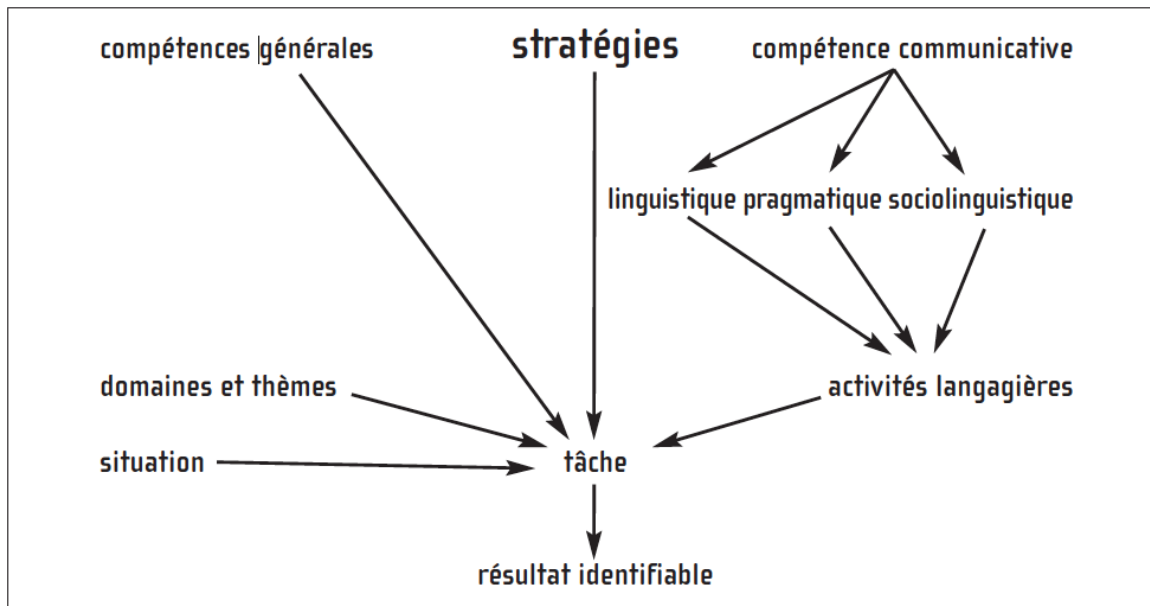 compétences générales stratégies compétence communicative
linguistique pragmatique sociolinguistique
domaines et thèmes activités langagières
situation tâche
résultat identifiable